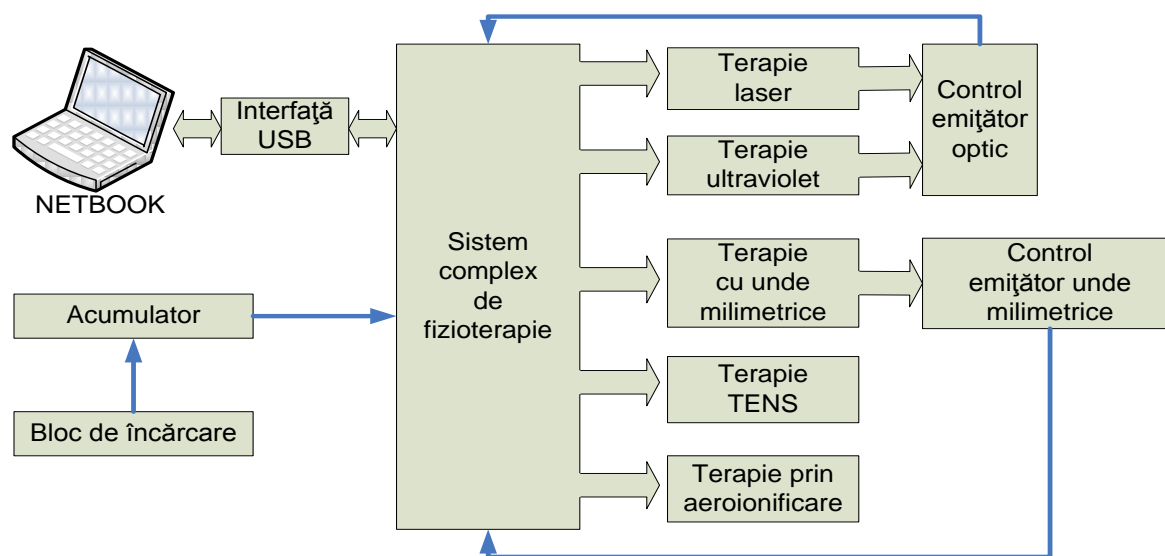 NETBOOK
Interfaţă
USB
Acumulator
Bloc de încărcare
Sistem
complex
de
fizioterapie
Terapie
laser
Terapie
ultraviolet
Terapie
cu unde
milimetrice
Terapie
TENS
Terapie prin
aeroionificare
Control
emiţător
optic
Control
emiţător unde
milimetrice